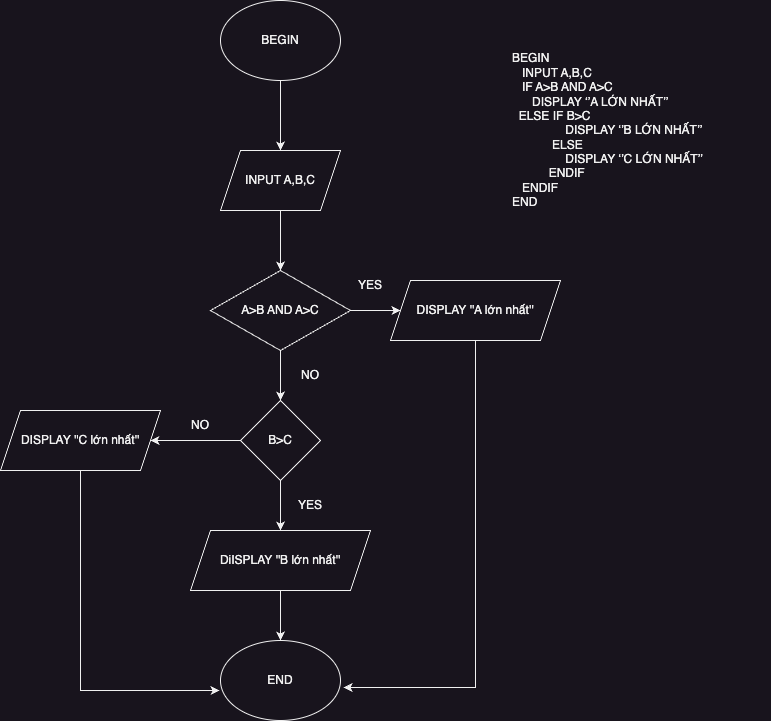 BEGIN
INPUT A,B,C
A>B AND A>C
YES
DISPLAY "A lớn nhất"
NO
B>C
NO
DISPLAY "C lớn nhất"
YES
DiISPLAY "B lớn nhất"
END
BEGIN
INPUT A,B,C
IF A>B AND A>C
DISPLAY “A LỚN NHẤT”
ELSE IF B>C
DISPLAY “B LỚN NHẤT”
ELSE
DISPLAY “C LỚN NHẤT”
ENDIF
ENDIF
END